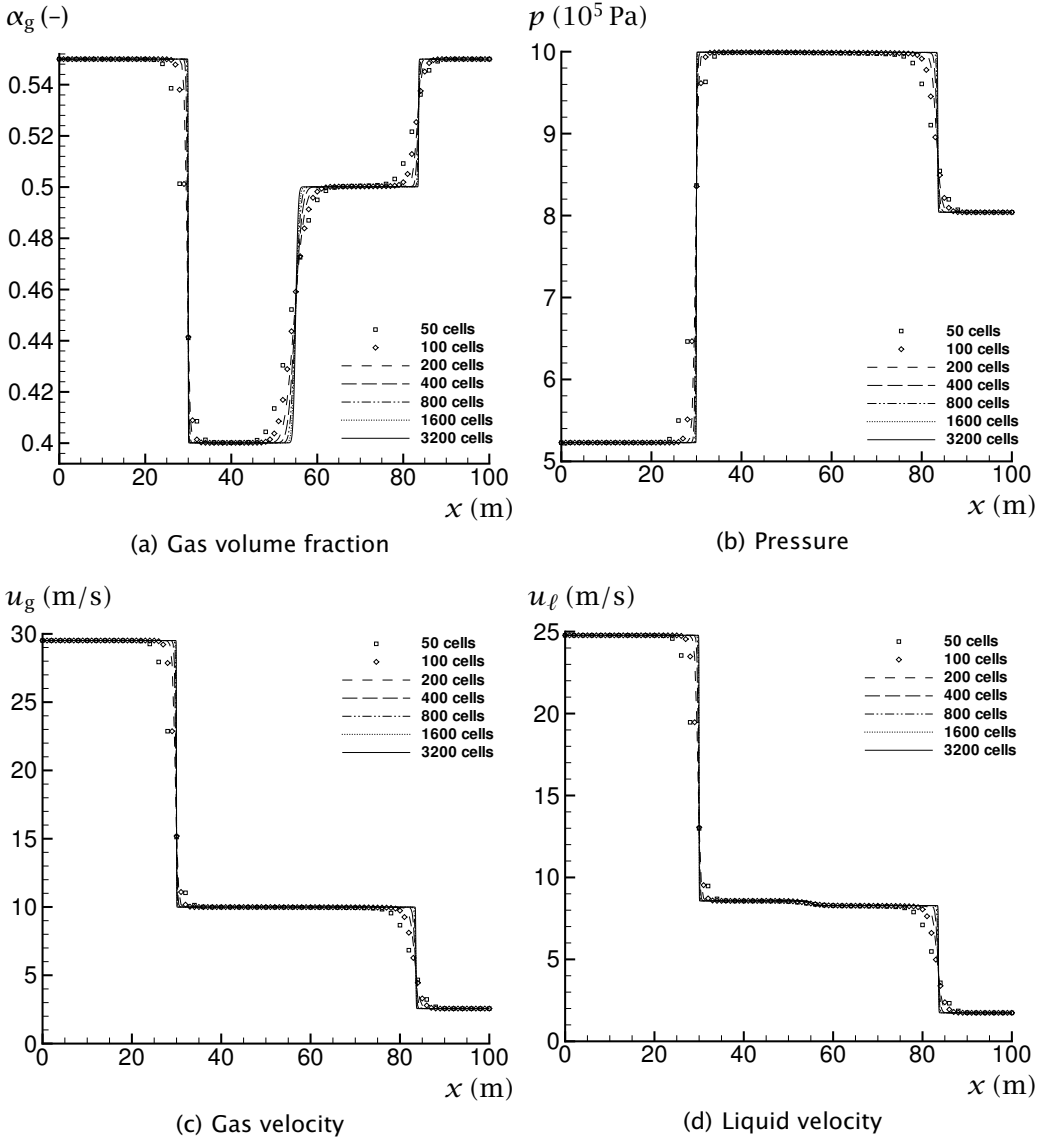 αg (–)
0.54
0.52
0.5
0.48
0.46
0.44
0.42
0.4
0 20 40 60 80 100
x (m)
50 cells
100 cells
200 cells
400 cells
800 cells
1600 cells
3200 cells
(a) Gas volume fraction
p (10⁵ Pa)
10
9
8
7
6
5
0 20 40 60 80 100
x (m)
50 cells
100 cells
200 cells
400 cells
800 cells
1600 cells
3200 cells
(b) Pressure
ug (m/s)
30
25
20
15
10
5
0
0 20 40 60 80 100
x (m)
50 cells
100 cells
200 cells
400 cells
800 cells
1600 cells
3200 cells
(c) Gas velocity
uℓ (m/s)
25
20
15
10
5
0
0 20 40 60 80 100
x (m)
50 cells
100 cells
200 cells
400 cells
800 cells
1600 cells
3200 cells
(d) Liquid velocity